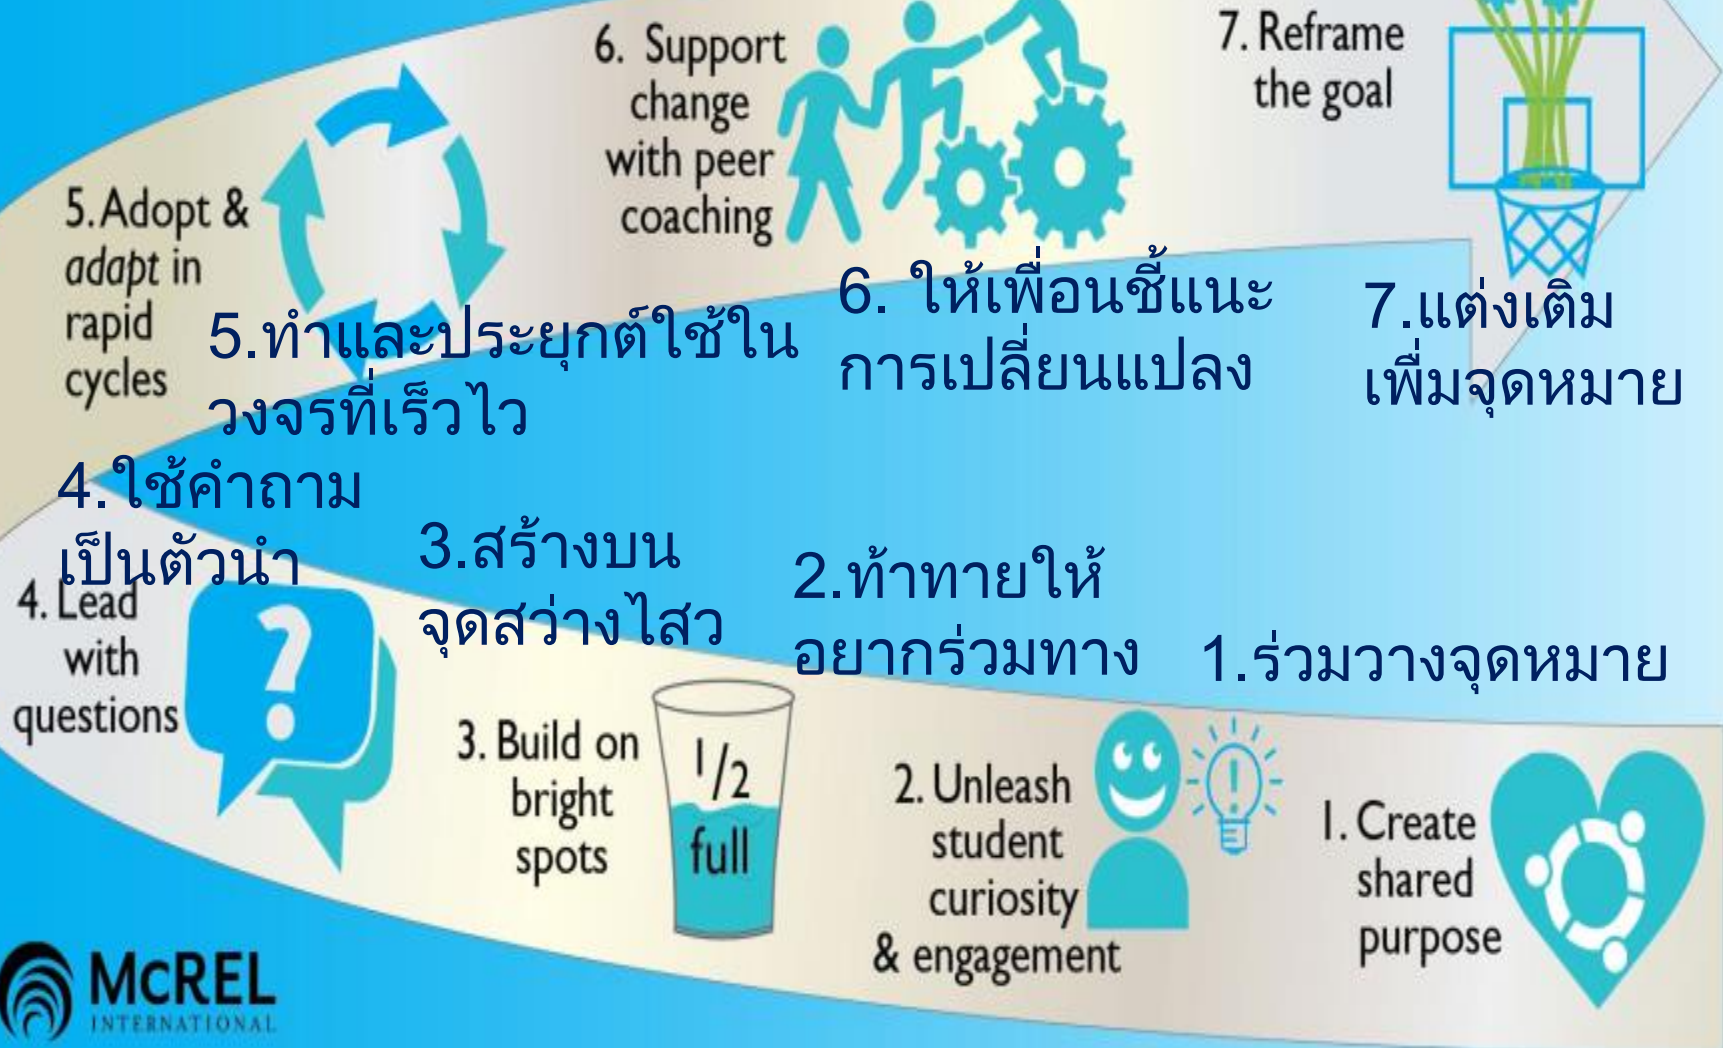 6. Support
change
with peer
coaching
7. Reframe
the goal
5. Adopt &
adapt in
rapid
cycles
5.ทำและประยุกต์ใช้ใน
วงจรที่เร็วไว
6. ให้เพื่อนชี้แนะ
การเปลี่ยนแปลง
7.แต่งเติม
เพิ่มจุดหมาย
4.ใช้คำถาม
เป็นตัวนำ
3.สร้างบน
จุดสว่างไสว
2.ท้าทายให้
อยากร่วมทาง
1.ร่วมวางจุดหมาย
4. Lead
with
questions
?
3. Build on
bright
spots
1/2
full
2. Unleash
student
curiosity
& engagement
!
1. Create
shared
purpose
McREL
INTERNATIONAL